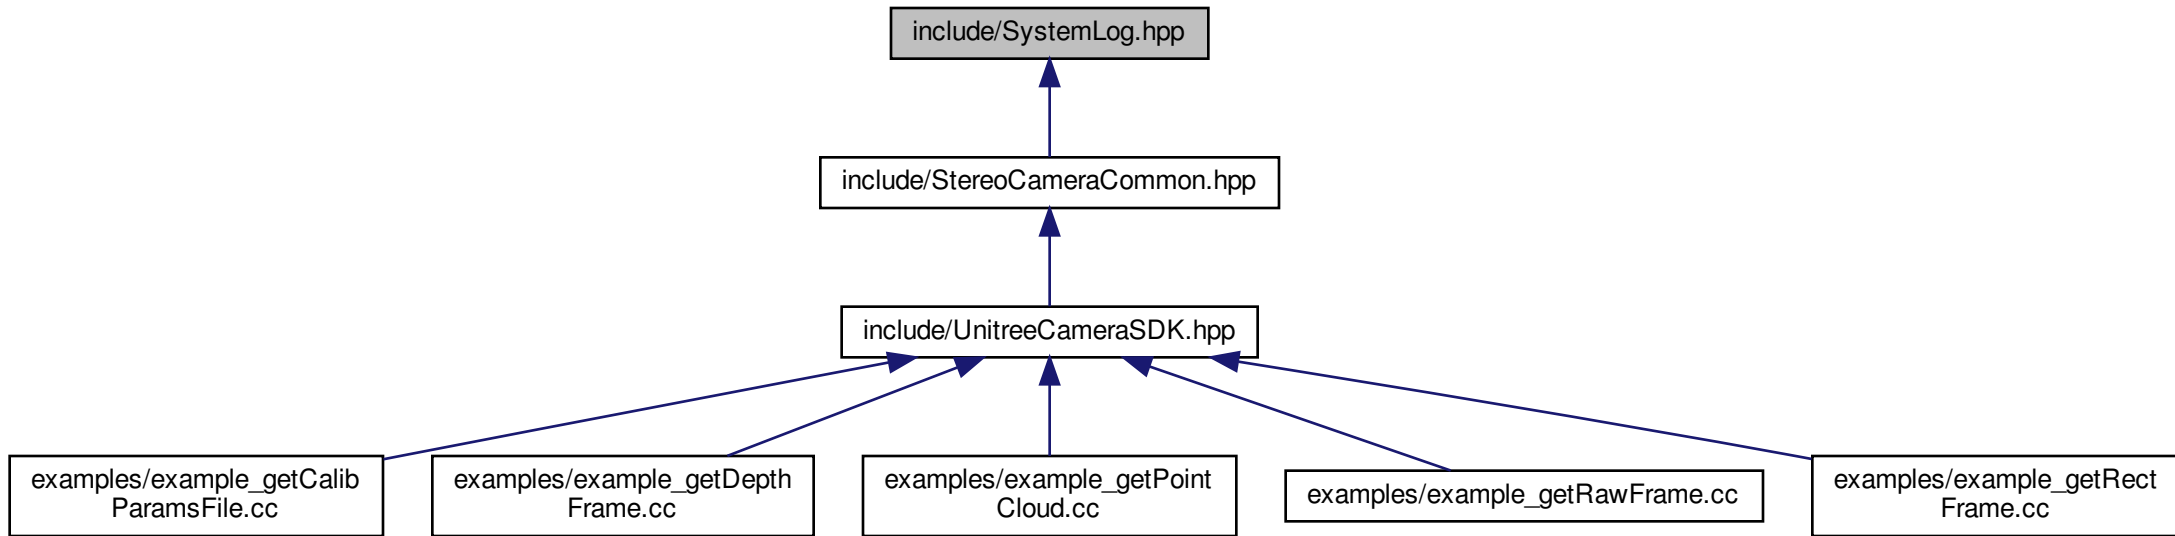 include/SystemLog.hpp
include/StereoCameraCommon.hpp
include/UnitreeCameraSDK.hpp
examples/example_getCalib
ParamsFile.cc
examples/example_getDepth
Frame.cc
examples/example_getPoint
Cloud.cc
examples/example_getRawFrame.cc
examples/example_getRect
Frame.cc